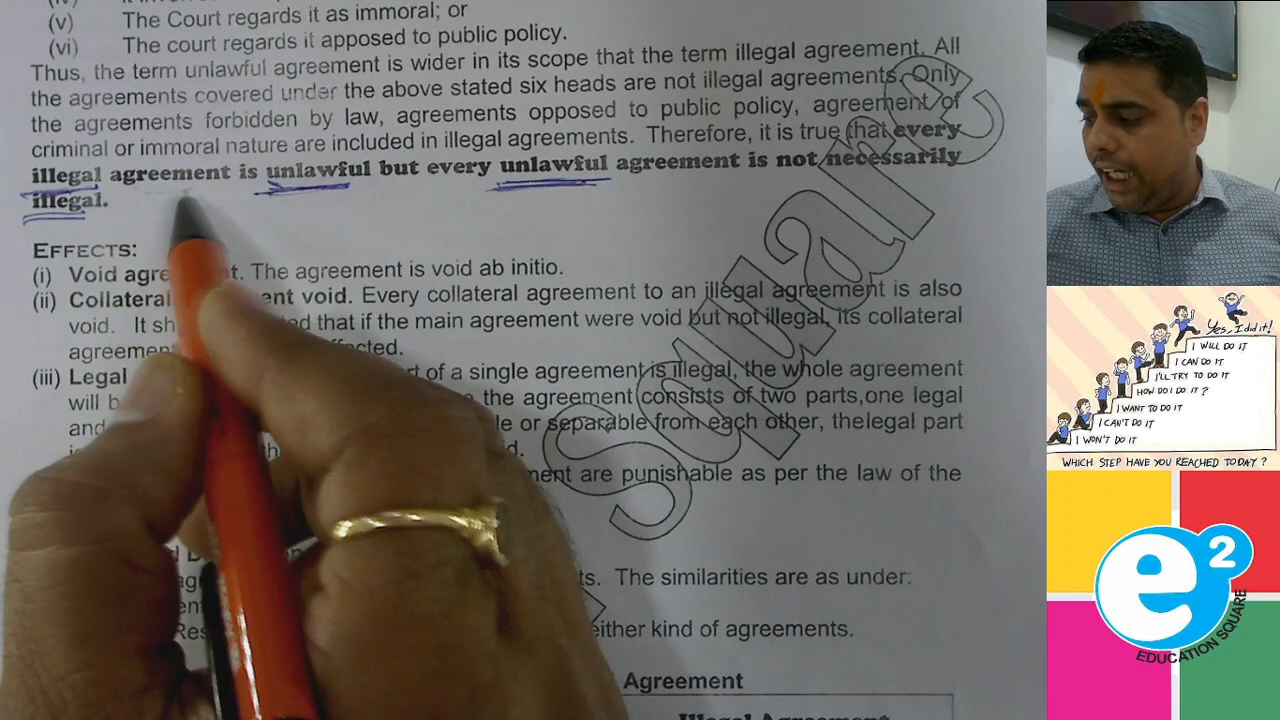 (v) The Court regards it as immoral; or
(vi) The court regards it apposed to public policy.
Thus, the term unlawful agreement is wider in its scope that the term illegal agreement. All
the agreements covered under the above stated six heads are not illegal agreements. Only
the agreements forbidden by law, agreements opposed to public policy, agreement of
criminal or immoral nature are included in illegal agreements. Therefore, it is true that every
illegal agreement is unlawful but every unlawful agreement is not necessarily
illegal.
EFFECTS:
(i) Void agre t. The agreement is void ab initio.
(ii) Collateral ent void. Every collateral agreement to an illegal agreement is also
void. It sh ed that if the main agreement were void but not illegal, its collateral
agreemen ffected.
(iii) Legal rt of a single agreement is illegal, the whole agreement
will b the agreement consists of two parts,one legal
and le or separable from each other, thelegal part
d.
ment are punishable as per the law of the
ts. The similarities are as under:
Res either kind of agreements.
Agreement
Illegal Agreement
Square
Yes, I did it!
I WILL DO IT
I CAN DO IT
I'LL TRY TO DO IT
HOW DO I DO IT ?
I WANT TO DO IT
I CAN'T DO IT
I WON'T DO IT
WHICH STEP HAVE YOU REACHED TODAY ?
e2
EDUCATION SQUARE